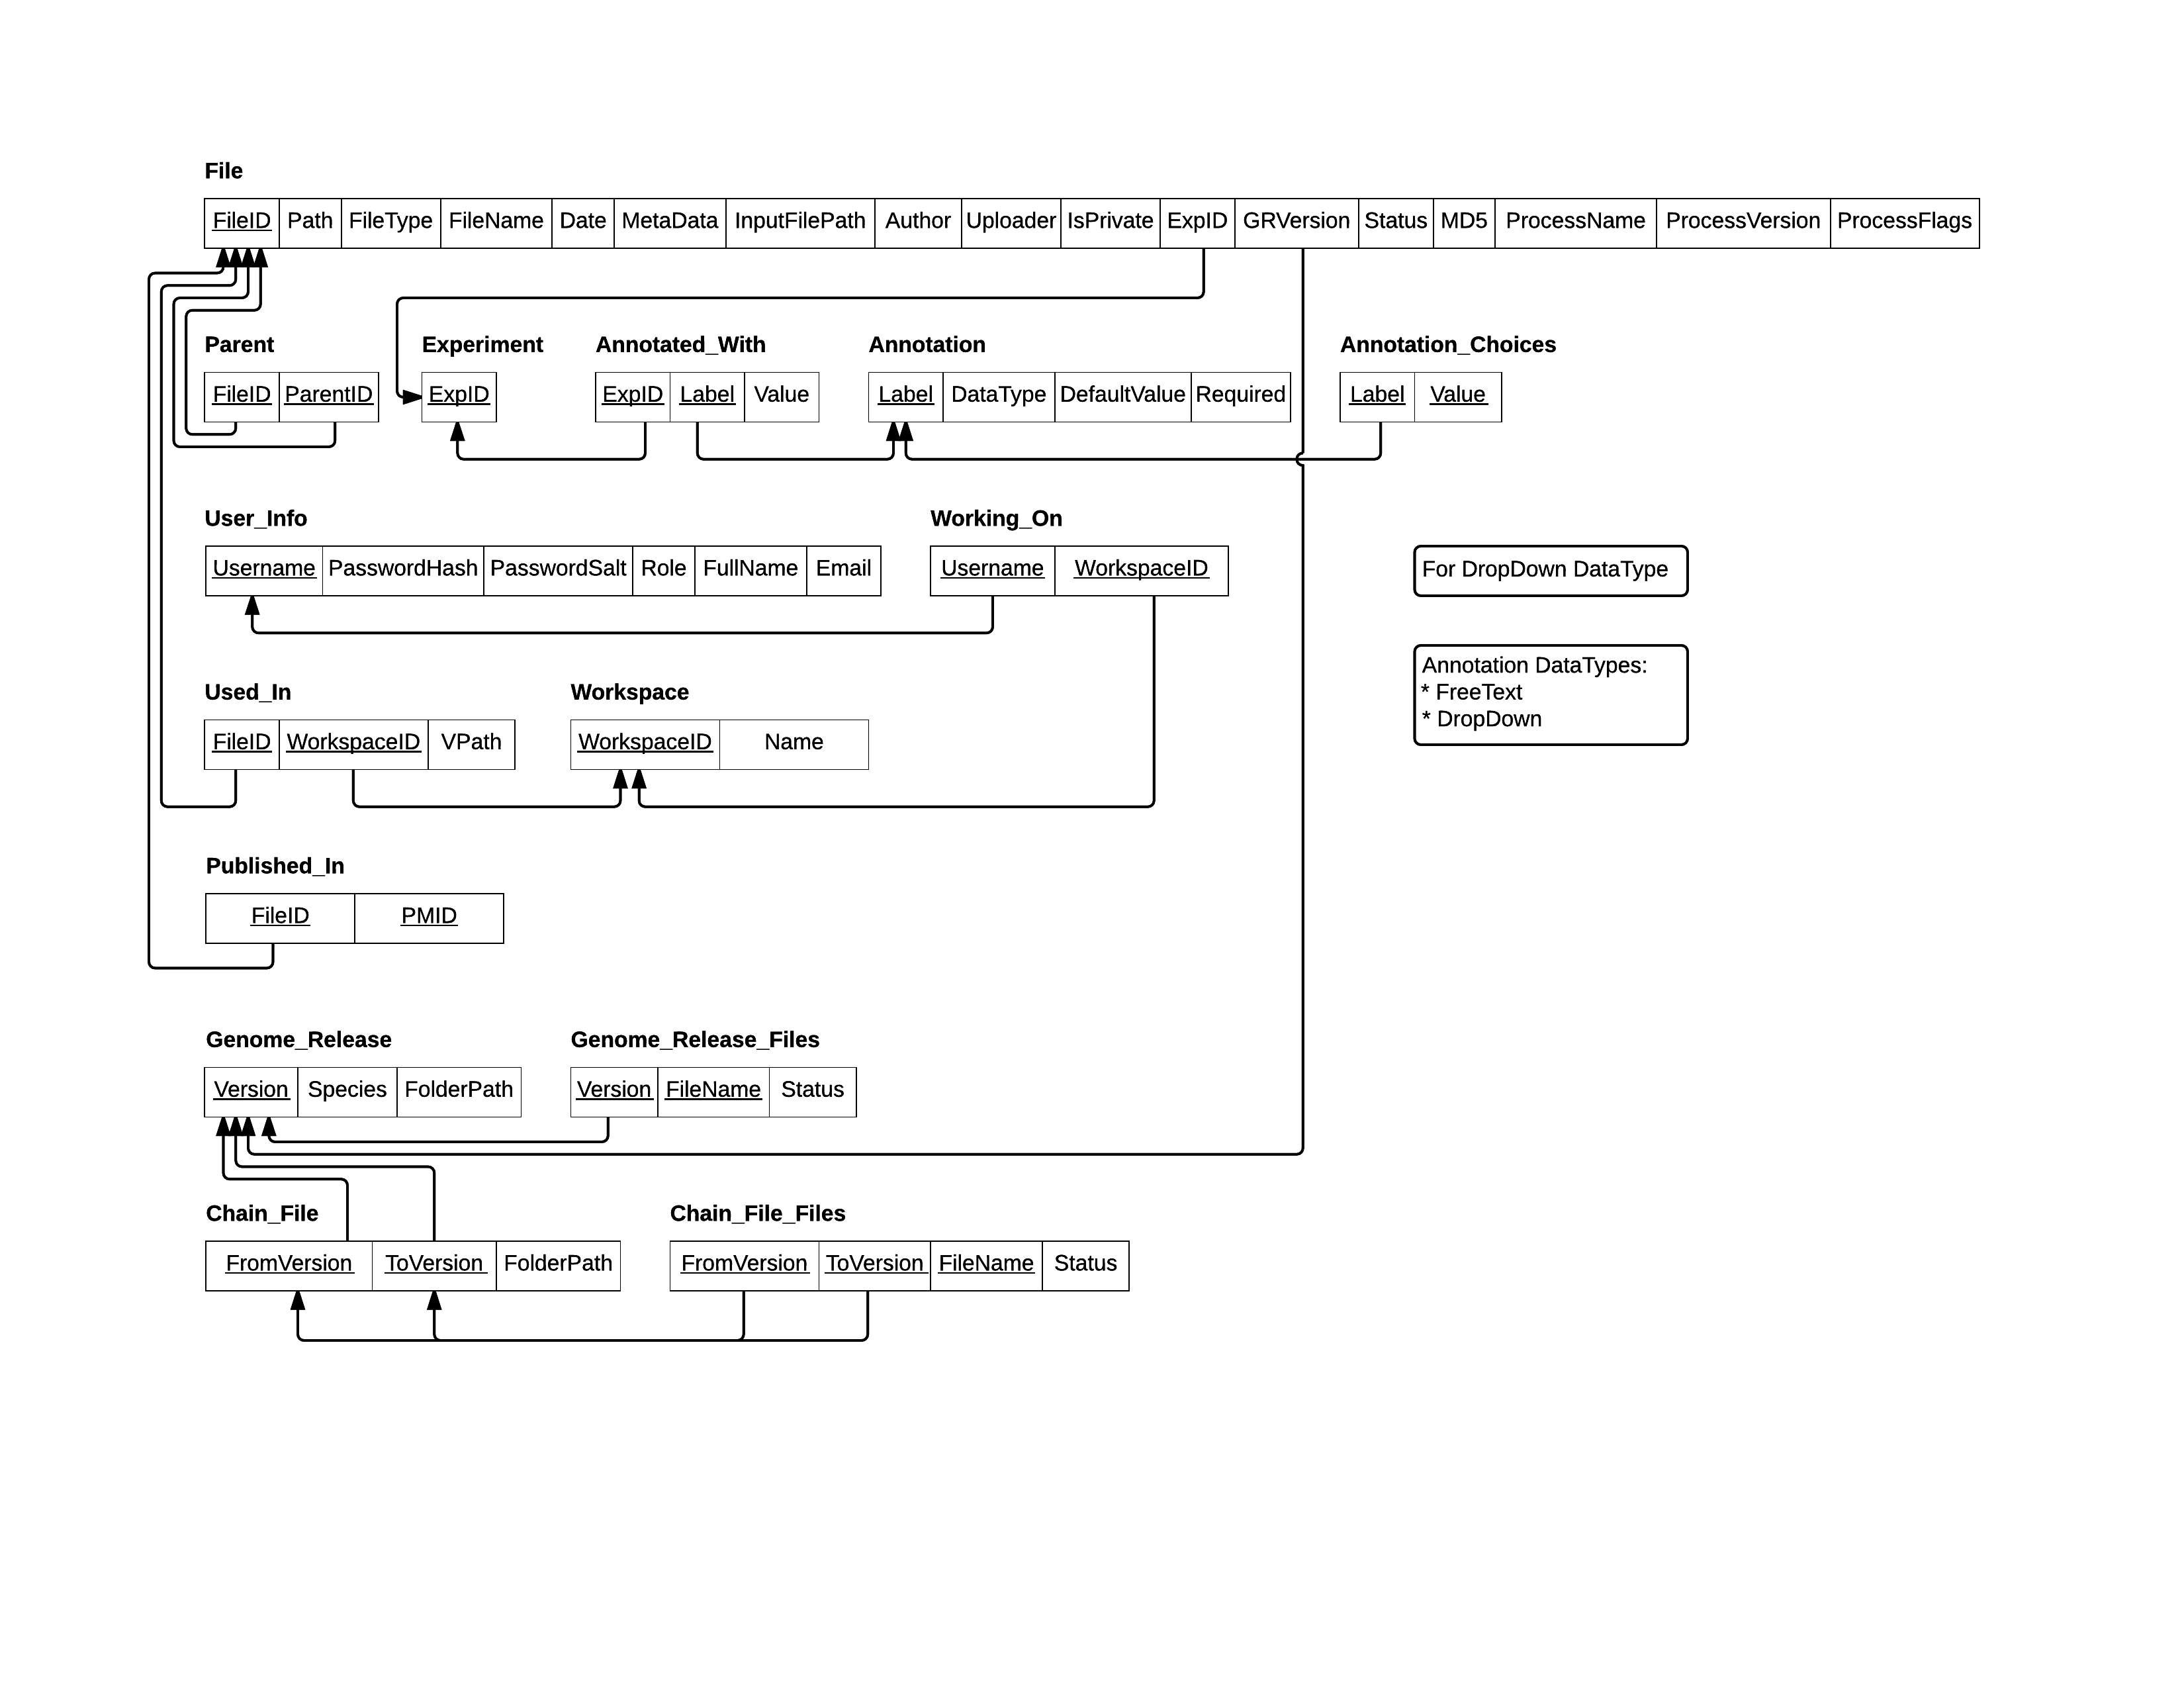 File
FileID Path FileType FileName Date MetaData InputFilePath Author Uploader IsPrivate ExpID GRVersion Status MD5 ProcessName ProcessVersion ProcessFlags
Parent Experiment Annotated_With Annotation Annotation_Choices
FileID ParentID ExpID ExpID Label Value Label DataType DefaultValue Required Label Value
User_Info Working_On
Username PasswordHash PasswordSalt Role FullName Email Username WorkspaceID
For DropDown DataType
Annotation DataTypes:
* FreeText
* DropDown
Used_In Workspace
FileID WorkspaceID VPath WorkspaceID Name
Published_In
FileID PMID
Genome_Release Genome_Release_Files
Version Species FolderPath Version FileName Status
Chain_File Chain_File_Files
FromVersion ToVersion FolderPath FromVersion ToVersion FileName Status